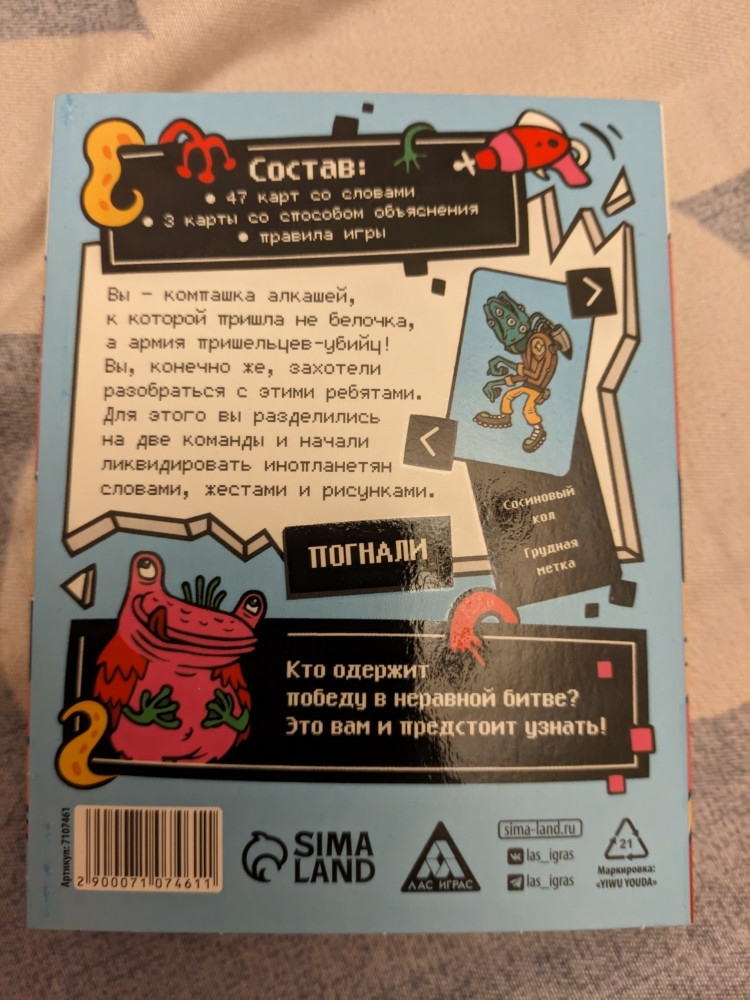 Состав:
• 47 карт со словами
• 3 карты со способом объяснения
• правила игры
Вы – компашка алкашей,
к которой пришла не белочка,
а армия пришельцев-убийц!
Вы, конечно же, захотели
разобраться с этими ребятами.
Для этого вы разделились
на две команды и начали
ликвидировать инопланетян
словами, жестами и рисунками.
Сосиновый
кол
Грудная
метка
ПОГНАЛИ
Кто одержит
победу в неравной битве?
Это вам и предстоит узнать!
Артикул: 7107461
2 900071 074611
SIMA
LAND
ЛАС ИГРАС
sima-land.ru
las_igras
las_igras
21
Маркировка:
«YIWU YOUDA»